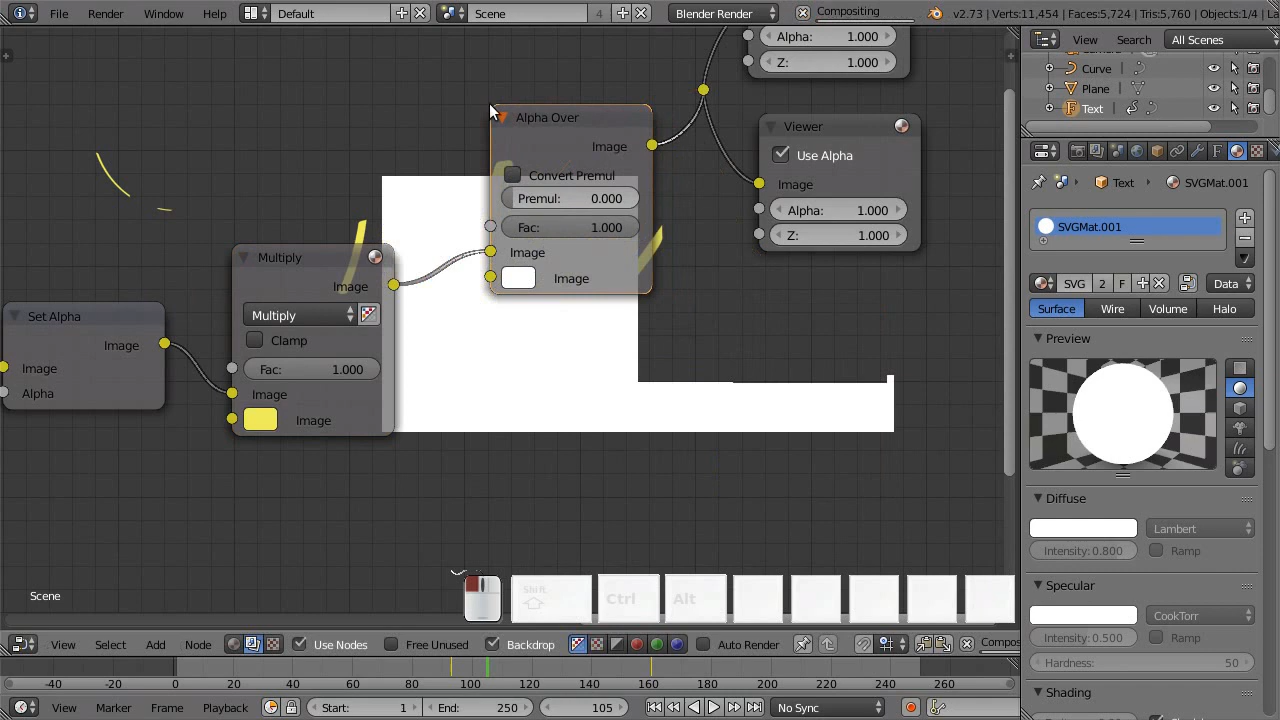 File Render Window Help Default Scene 4 Blender Render Compositing v2.73 | Verts:11,454 | Faces:5,724 | Tris:5,760 | Objects:1/4 | La
View Search All Scenes
Curve
Plane
Text
Alpha: 1.000
Z: 1.000
Alpha Over
Image
Convert Premul
Premul: 0.000
Fac: 1.000
Image
Image
Viewer
Use Alpha
Image
Alpha: 1.000
Z: 1.000
Multiply
Image
Multiply
Clamp
Fac: 1.000
Image
Image
Set Alpha
Image
Image
Alpha
Text SVGMat.001
SVGMat.001
SVG 2 F Data
Surface Wire Volume Halo
Preview
Diffuse
Lambert
Intensity: 0.800 Ramp
Specular
CookTorr
Intensity: 0.500 Ramp
Hardness: 50
Shading
Scene
Shift
Ctrl
Alt
View Select Add Node Use Nodes Free Unused Backdrop Auto Render Compos
-40 -20 0 20 40 60 80 100 120 140 160 180 200 220 240 260
View Marker Frame Playback Start: 1 End: 250 105 No Sync